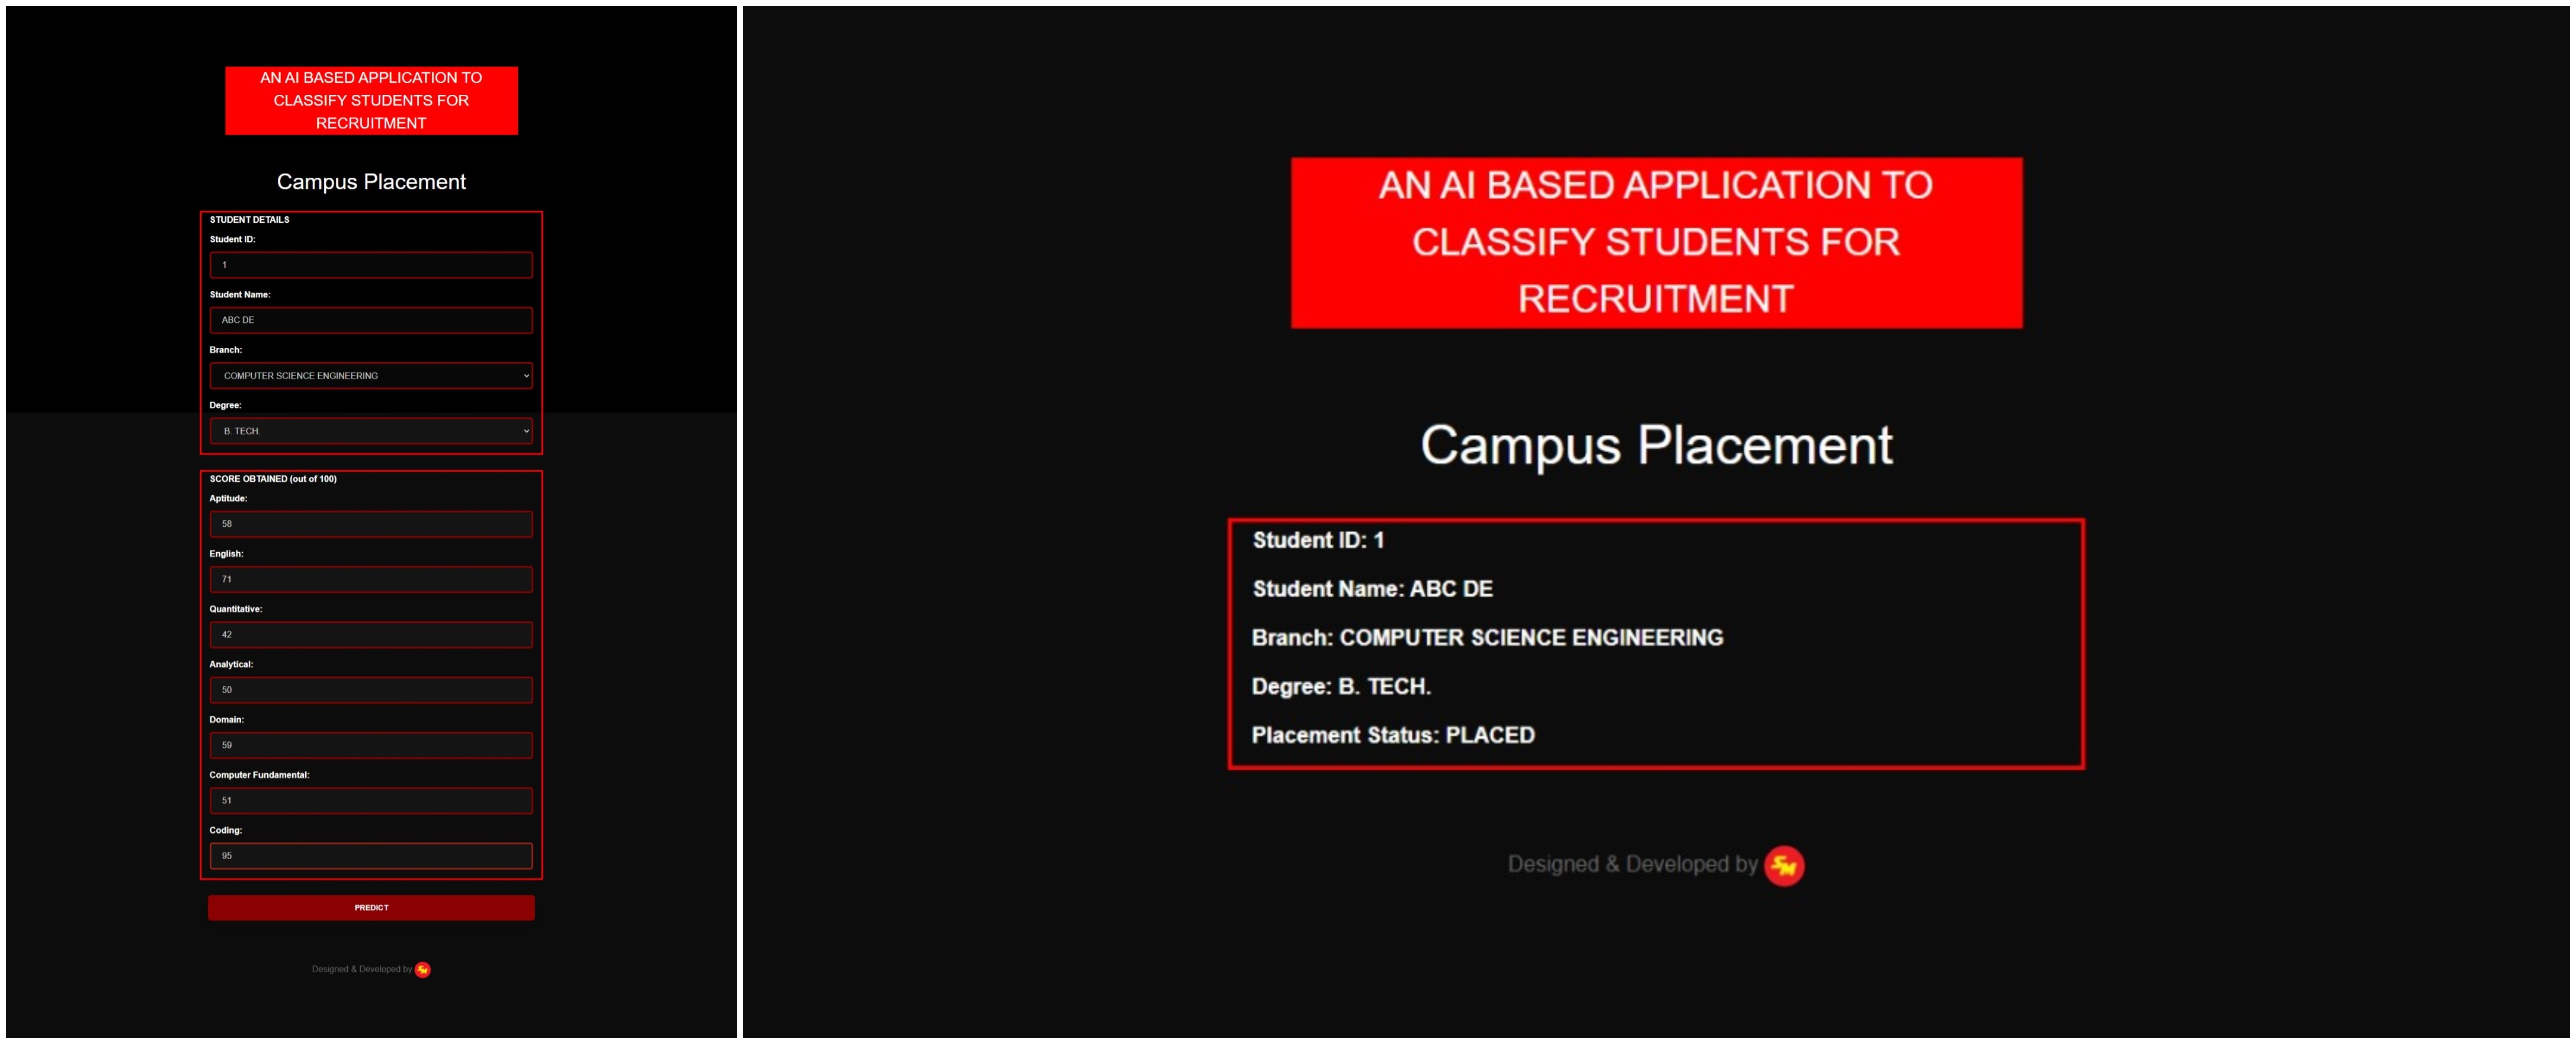 AN AI BASED APPLICATION TO
CLASSIFY STUDENTS FOR
RECRUITMENT
Campus Placement
STUDENT DETAILS
Student ID:
1
Student Name:
ABC DE
Branch:
COMPUTER SCIENCE ENGINEERING
Degree:
B. TECH.
SCORE OBTAINED (out of 100)
Aptitude:
58
English:
71
Quantitative:
42
Analytical:
50
Domain:
59
Computer Fundamental:
51
Coding:
95
PREDICT
Designed & Developed by SM
AN AI BASED APPLICATION TO
CLASSIFY STUDENTS FOR
RECRUITMENT
Campus Placement
Student ID: 1
Student Name: ABC DE
Branch: COMPUTER SCIENCE ENGINEERING
Degree: B. TECH.
Placement Status: PLACED
Designed & Developed by SM